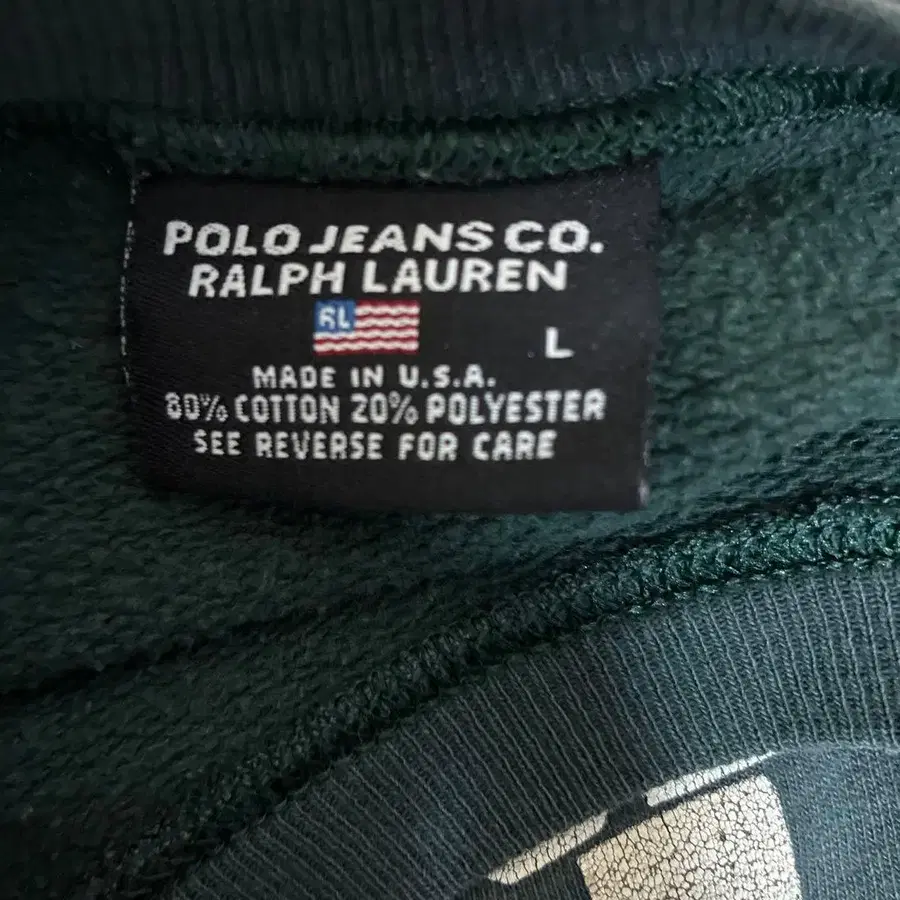 POLO JEANS CO.
RALPH LAUREN
RL
L
MADE IN U.S.A.
80% COTTON 20% POLYESTER
SEE REVERSE FOR CARE